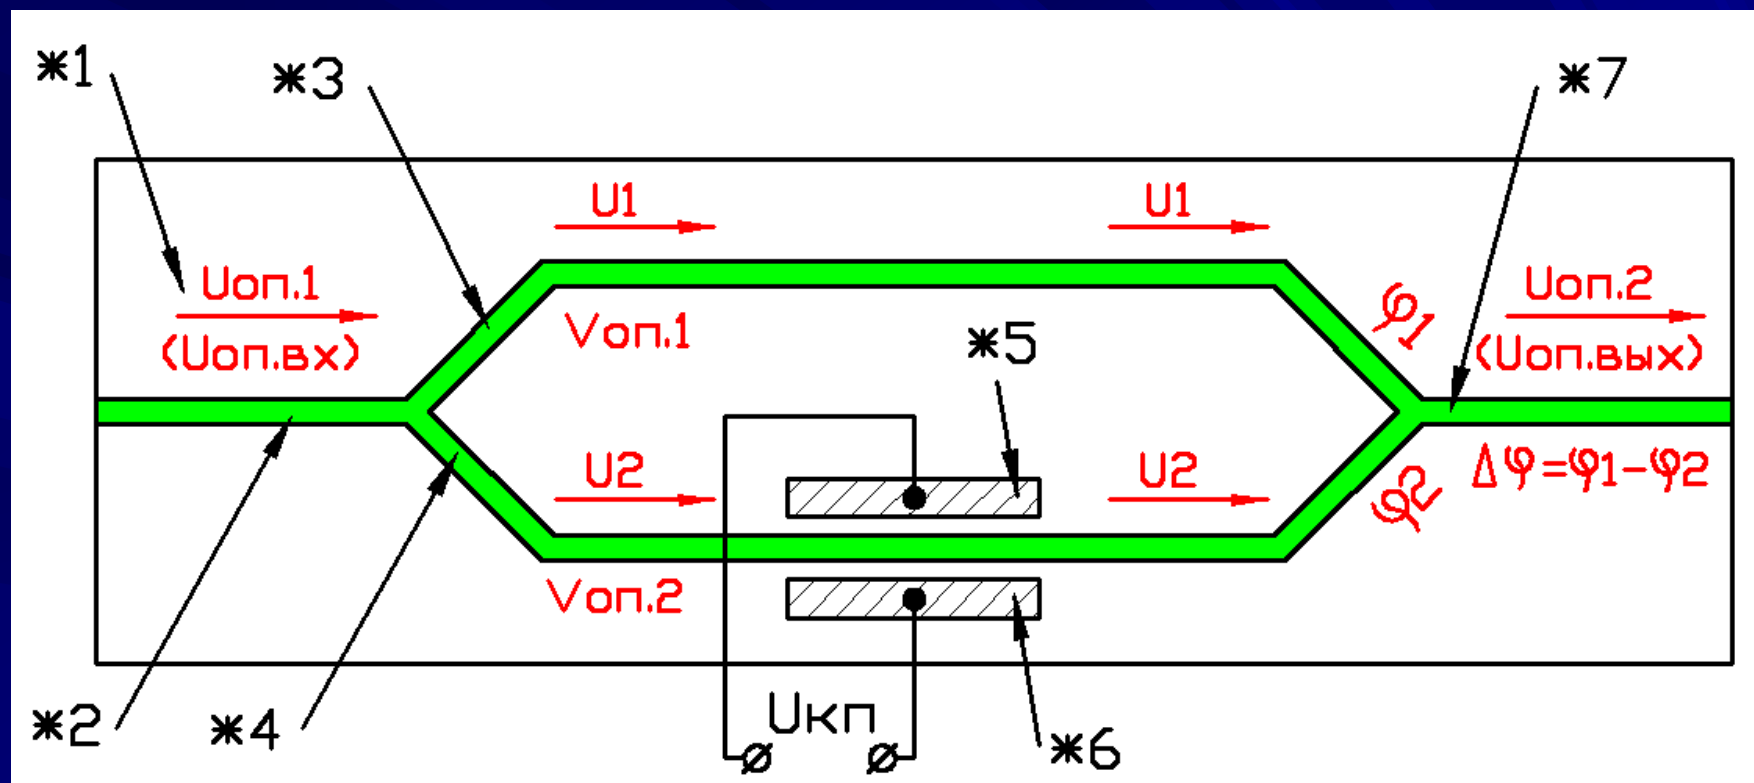 *1
*3
*7
U1
U1
Uоп.1
(Uоп.вх)
Vоп.1
*5
φ1
Uоп.2
(Uоп.вых)
U2
U2
φ2
Δφ=φ1-φ2
Vоп.2
*2
*4
Uкп
*6